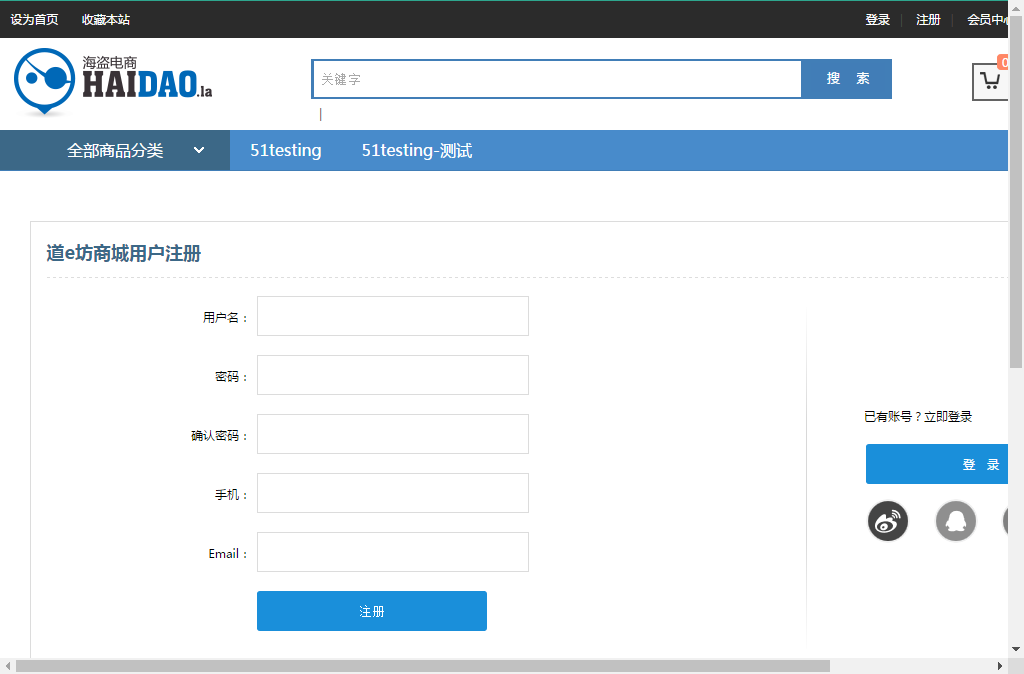 设为首页 收藏本站 登录 注册 会员中心
海盗电商
HAIDAO.la
关键字 搜 索 0
|
全部商品分类 51testing 51testing-测试
道e坊商城用户注册
用户名：
密码：
确认密码：
已有账号？立即登录
登 录
手机：
Email：
注册